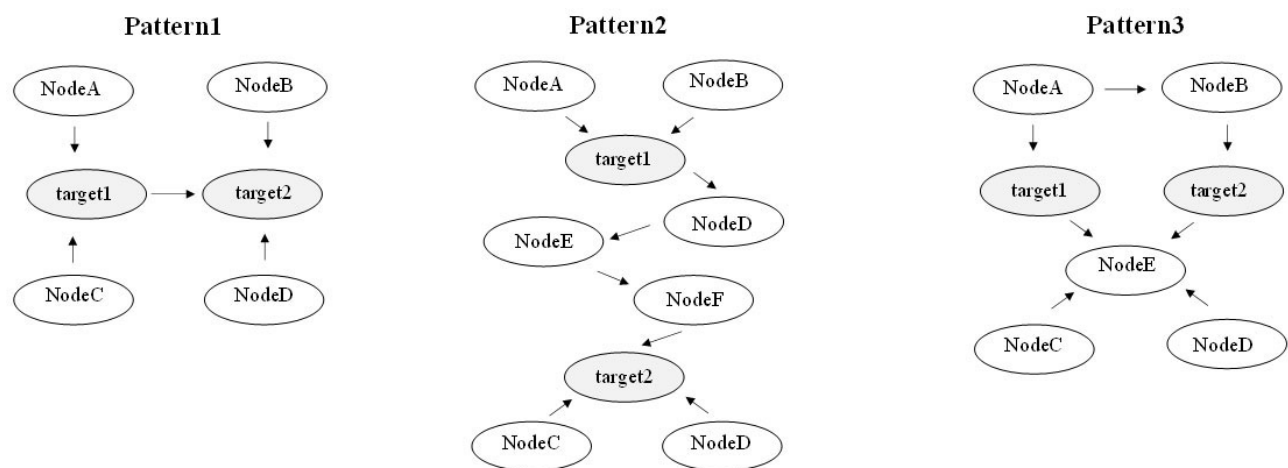 Pattern1
NodeA
NodeB
target1
target2
NodeC
NodeD
Pattern2
NodeA
NodeB
target1
NodeD
NodeE
NodeF
target2
NodeC
NodeD
Pattern3
NodeA
NodeB
target1
target2
NodeE
NodeC
NodeD